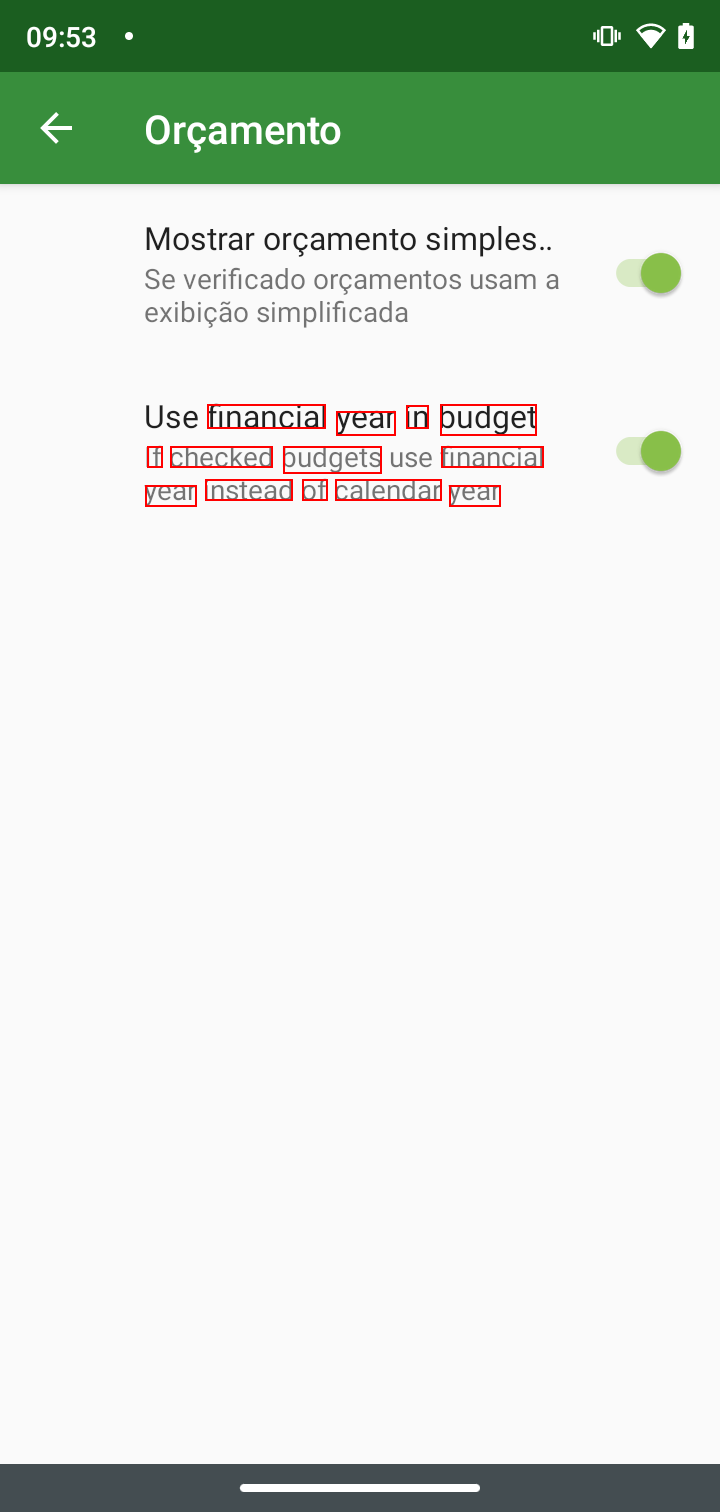 09:53
Orçamento
Mostrar orçamento simples..
Se verificado orçamentos usam a
exibição simplificada
Use financial year in budget
If checked budgets use financial
year instead of calendar year